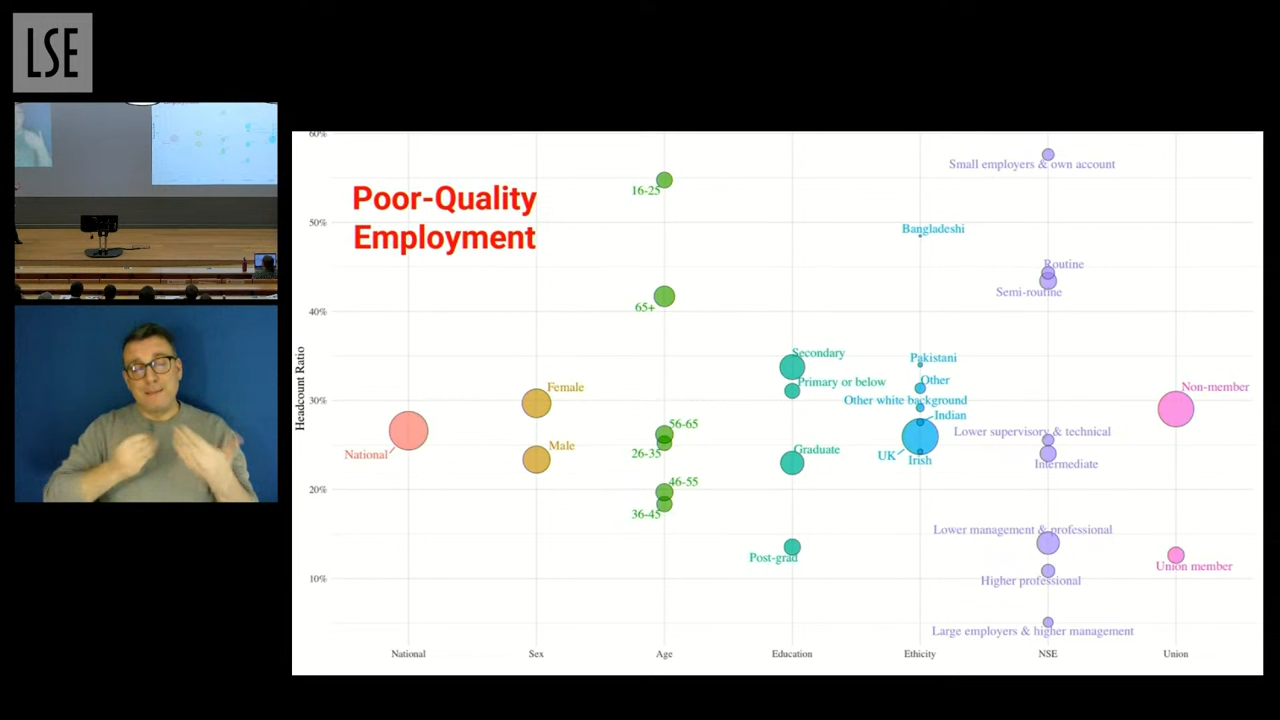 LSE
Poor-Quality
Employment
Headcount Ratio
60%
50%
40%
30%
20%
10%
National
Female
Male
16-25
65+
56-65
26-35
46-55
36-45
Secondary
Primary or below
Graduate
Post-grad
Bangladeshi
Pakistani
Other
Other white background
Indian
UK
Irish
Small employers & own account
Routine
Semi-routine
Lower supervisory & technical
Intermediate
Lower management & professional
Higher professional
Large employers & higher management
Non-member
Union member
National
Sex
Age
Education
Ethicity
NSE
Union